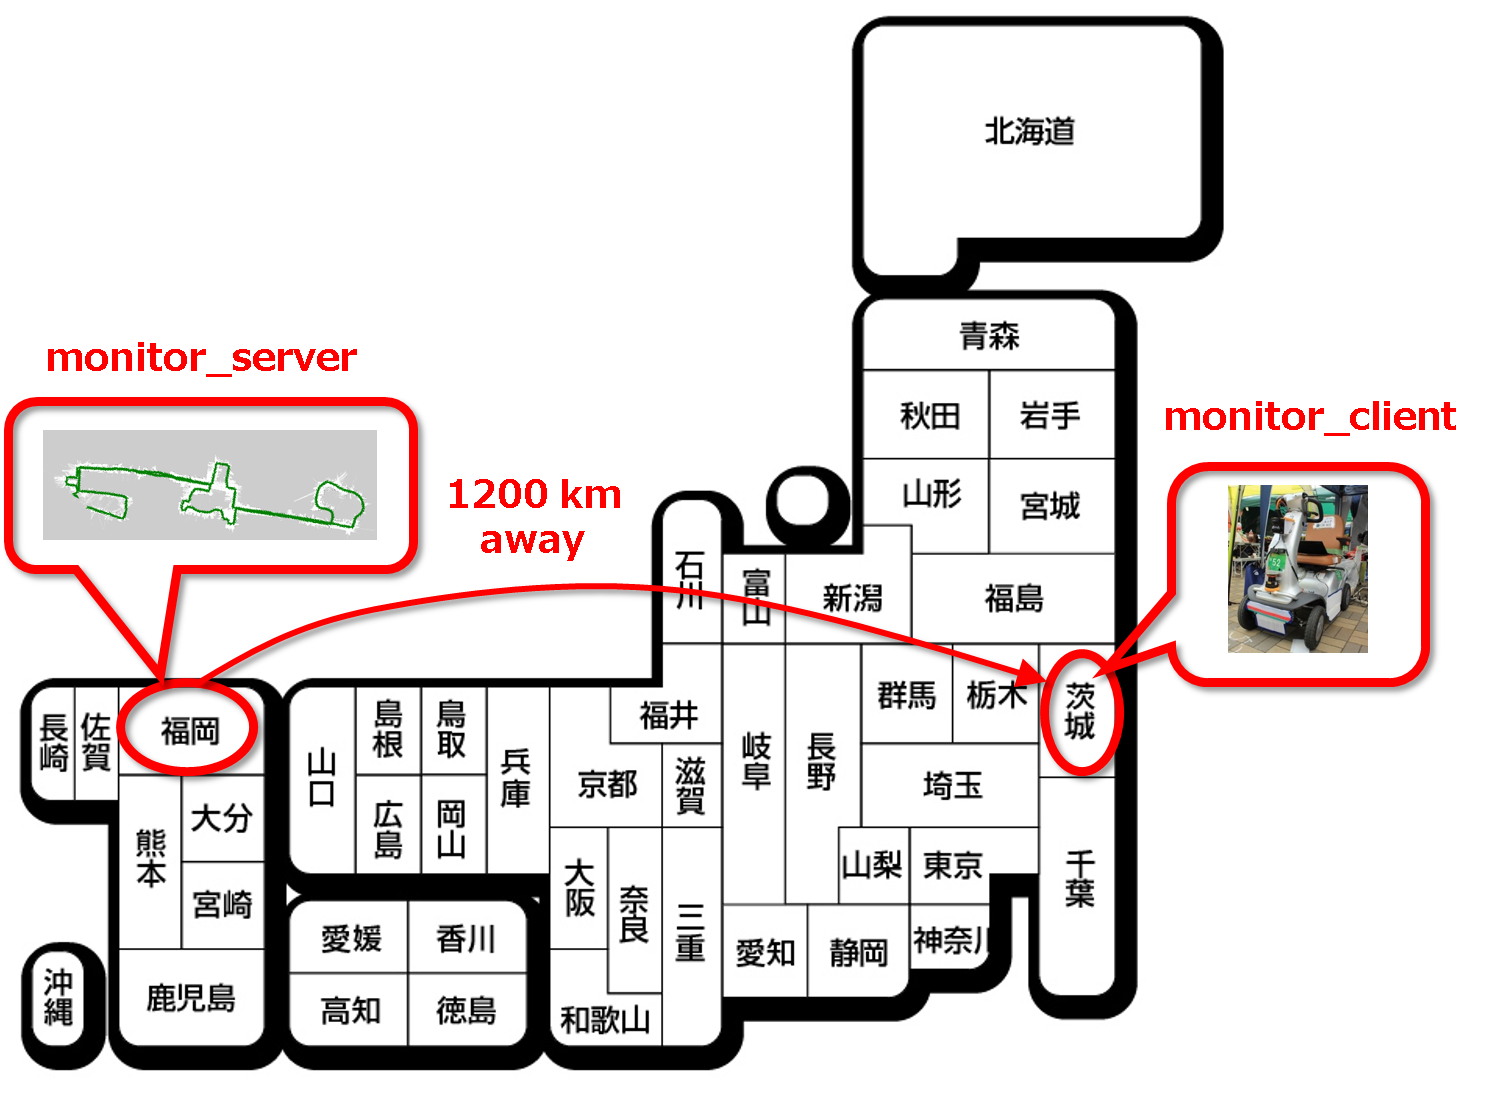 北海道
青森
monitor_server
秋田
岩手
monitor_client
山形
宮城
1200 km
away
石川
富山
新潟
福島
52
長崎
佐賀
福岡
山口
島根
鳥取
兵庫
福井
群馬
栃木
茨城
京都
滋賀
岐阜
長野
埼玉
熊本
大分
広島
岡山
宮崎
大阪
奈良
三重
山梨
東京
千葉
愛媛
香川
愛知
静岡
神奈川
沖縄
鹿児島
高知
徳島
和歌山